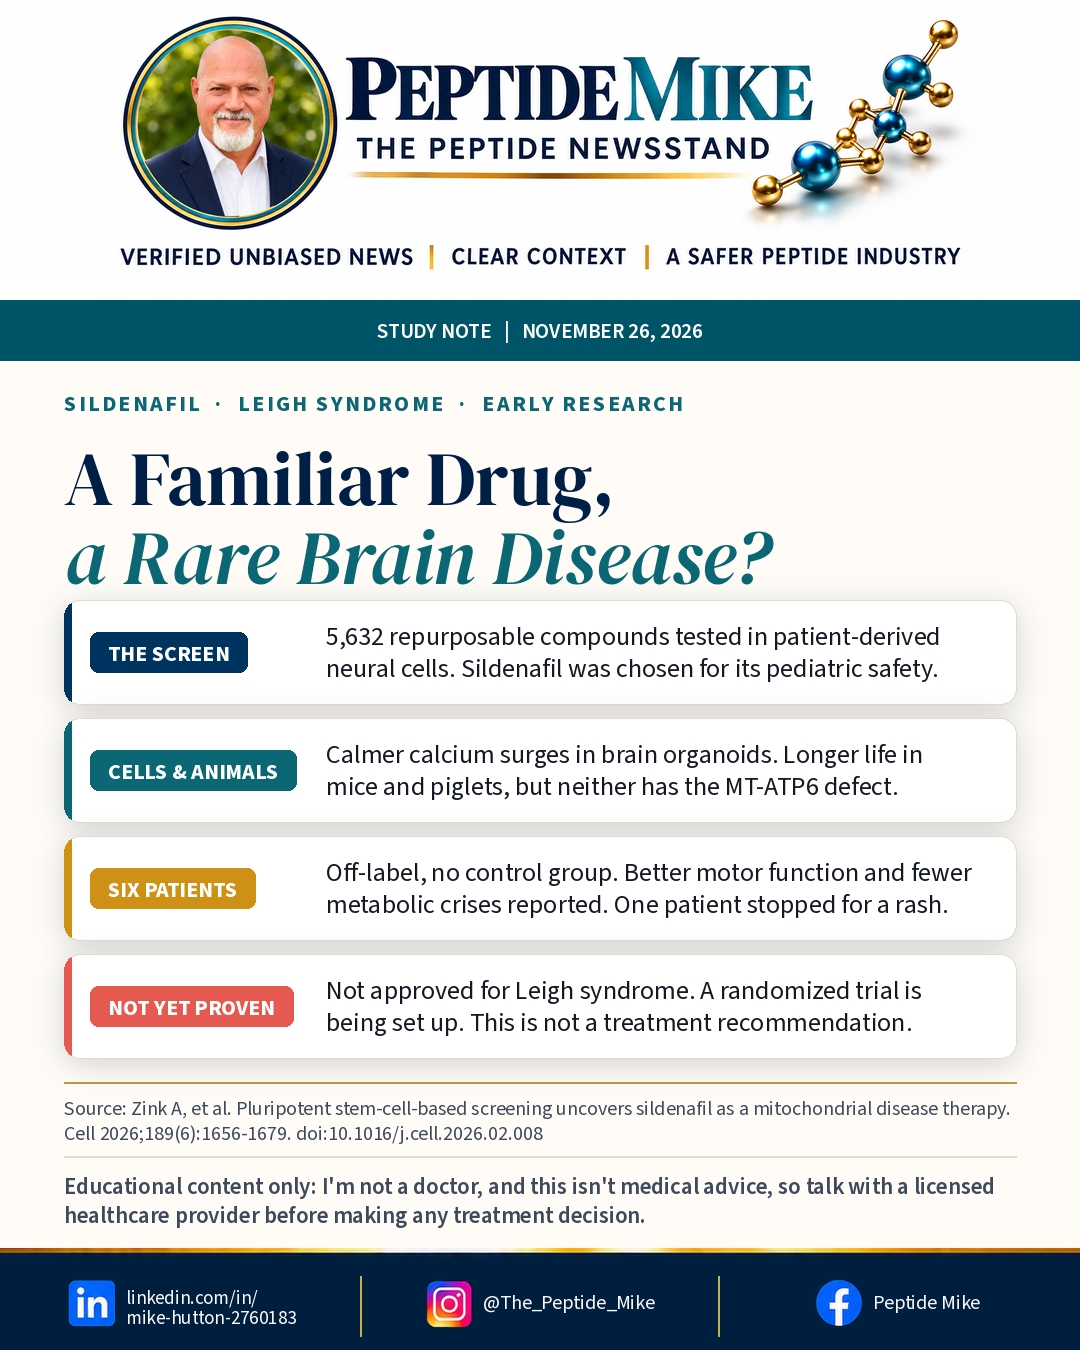 PEPTIDEMIKE
THE PEPTIDE NEWSSTAND
VERIFIED UNBIASED NEWS | CLEAR CONTEXT | A SAFER PEPTIDE INDUSTRY
STUDY NOTE | NOVEMBER 26, 2026
SILDENAFIL · LEIGH SYNDROME · EARLY RESEARCH
A Familiar Drug,
a Rare Brain Disease?
THE SCREEN
5,632 repurposable compounds tested in patient-derived
neural cells. Sildenafil was chosen for its pediatric safety.
CELLS & ANIMALS
Calmer calcium surges in brain organoids. Longer life in
mice and piglets, but neither has the MT-ATP6 defect.
SIX PATIENTS
Off-label, no control group. Better motor function and fewer
metabolic crises reported. One patient stopped for a rash.
NOT YET PROVEN
Not approved for Leigh syndrome. A randomized trial is
being set up. This is not a treatment recommendation.
Source: Zink A, et al. Pluripotent stem-cell-based screening uncovers sildenafil as a mitochondrial disease therapy.
Cell 2026;189(6):1656-1679. doi:10.1016/j.cell.2026.02.008
Educational content only: I'm not a doctor, and this isn't medical advice, so talk with a licensed
healthcare provider before making any treatment decision.
linkedin.com/in/
mike-hutton-2760183
@The_Peptide_Mike
Peptide Mike